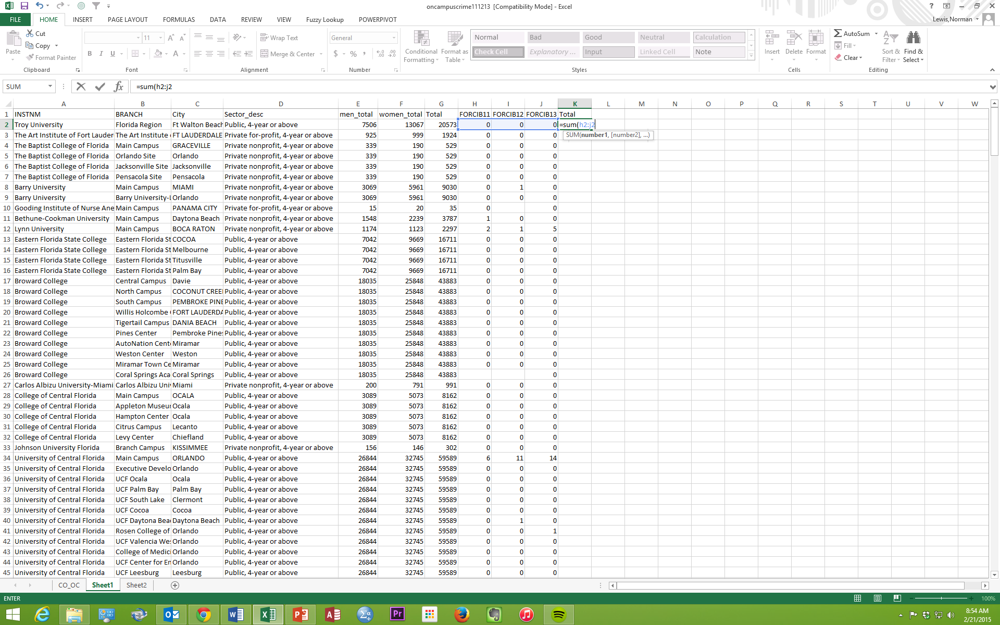 oncampuscrime111213 [Compatibility Mode] - Excel
FILE HOME INSERT PAGE LAYOUT FORMULAS DATA REVIEW VIEW Fuzzy Lookup POWERPIVOT Lewis,Norman
Cut
Copy
Format Painter
Paste
Clipboard
11
B I U
Font
Wrap Text
Merge & Center
Alignment
General
$ % ,
Number
Conditional Formatting
Format as Table
Normal Bad Good Neutral Calculation
Check Cell Explanatory ... Input Linked Cell Note
Styles
Insert Delete Format
Cells
AutoSum
Fill
Clear
Sort & Filter
Find & Select
Editing
SUM =sum(h2:j2
A B C D E F G H I J K L M N O P Q R S T U V W
1 INSTNM BRANCH City Sector_desc men_total women_total Total FORCIB11 FORCIB12 FORCIB13 Total
2 Troy University Florida Region Ft Walton Beach Public, 4-year or above 7506 13067 20573 0 0 0 =sum(h2:j2
SUM(number1, [number2], ...)
3 The Art Institute of Fort Lauder The Art Institute FT LAUDERDALE Private for-profit, 4-year or above 925 999 1924 0 0 0
4 The Baptist College of Florida Main Campus GRACEVILLE Private nonprofit, 4-year or above 339 190 529 0 0 0
5 The Baptist College of Florida Orlando Site Orlando Private nonprofit, 4-year or above 339 190 529 0 0 0
6 The Baptist College of Florida Jacksonville Site Jacksonville Private nonprofit, 4-year or above 339 190 529 0 0 0
7 The Baptist College of Florida Pensacola Site Pensacola Private nonprofit, 4-year or above 339 190 529 0 0 0
8 Barry University Main Campus MIAMI Private nonprofit, 4-year or above 3069 5961 9030 0 1 0
9 Barry University Barry University-L Orlando Private nonprofit, 4-year or above 3069 5961 9030 0 0 0
10 Gooding Institute of Nurse Ane Main Campus PANAMA CITY Private for-profit, 4-year or above 15 20 35 0 0
11 Bethune-Cookman University Main Campus Daytona Beach Private nonprofit, 4-year or above 1548 2239 3787 1 0 0
12 Lynn University Main Campus BOCA RATON Private nonprofit, 4-year or above 1174 1123 2297 2 1 5
13 Eastern Florida State College Eastern Florida St COCOA Public, 4-year or above 7042 9669 16711 0 0 0
14 Eastern Florida State College Eastern Florida St Melbourne Public, 4-year or above 7042 9669 16711 0 0 0
15 Eastern Florida State College Eastern Florida St Titusville Public, 4-year or above 7042 9669 16711 0 0 0
16 Eastern Florida State College Eastern Florida St Palm Bay Public, 4-year or above 7042 9669 16711 0 0 0
17 Broward College Central Campus Davie Public, 4-year or above 18035 25848 43883 0 0 0
18 Broward College North Campus COCONUT CREE Public, 4-year or above 18035 25848 43883 0 0 0
19 Broward College South Campus PEMBROKE PINE Public, 4-year or above 18035 25848 43883 0 0 0
20 Broward College Willis Holcombe FORT LAUDERDA Public, 4-year or above 18035 25848 43883 0 0 0
21 Broward College Tigertail Campus DANIA BEACH Public, 4-year or above 18035 25848 43883 0 0 0
22 Broward College Pines Center Pembroke Pines Public, 4-year or above 18035 25848 43883 0 0 0
23 Broward College AutoNation Cent Miramar Public, 4-year or above 18035 25848 43883 0 0 0
24 Broward College Weston Center Weston Public, 4-year or above 18035 25848 43883 0 0 0
25 Broward College Miramar Town Ce Miramar Public, 4-year or above 18035 25848 43883 0 0 0
26 Broward College Coral Springs Aca Coral Springs Public, 4-year or above 18035 25848 43883 0
27 Carlos Albizu University-Miami Carlos Albizu Uni Miami Private nonprofit, 4-year or above 200 791 991 0 0 0
28 College of Central Florida Main Campus OCALA Public, 4-year or above 3089 5073 8162 0 0 0
29 College of Central Florida Appleton Museu Ocala Public, 4-year or above 3089 5073 8162 0 0 0
30 College of Central Florida Hampton Center Ocala Public, 4-year or above 3089 5073 8162 0 0 0
31 College of Central Florida Citrus Campus Lecanto Public, 4-year or above 3089 5073 8162 0 0 0
32 College of Central Florida Levy Center Chiefland Public, 4-year or above 3089 5073 8162 0 0 0
33 Johnson University Florida Branch Campus KISSIMMEE Private nonprofit, 4-year or above 156 146 302 0 0 0
34 University of Central Florida Main Campus ORLANDO Public, 4-year or above 26844 32745 59589 6 11 14
35 University of Central Florida Executive Develo Orlando Public, 4-year or above 26844 32745 59589 0 0 0
36 University of Central Florida UCF Ocala Ocala Public, 4-year or above 26844 32745 59589 0 0 0
37 University of Central Florida UCF Palm Bay Palm Bay Public, 4-year or above 26844 32745 59589 0 0 0
38 University of Central Florida UCF South Lake Clermont Public, 4-year or above 26844 32745 59589 0 0 0
39 University of Central Florida UCF Cocoa Cocoa Public, 4-year or above 26844 32745 59589 0 0 0
40 University of Central Florida UCF Daytona Bea Daytona Beach Public, 4-year or above 26844 32745 59589 0 1 0
41 University of Central Florida Rosen College of Orlando Public, 4-year or above 26844 32745 59589 0 0 1
42 University of Central Florida UCF Valencia We Orlando Public, 4-year or above 26844 32745 59589 0 0 0
43 University of Central Florida College of Medic Orlando Public, 4-year or above 26844 32745 59589 0 0 0
44 University of Central Florida UCF Center for En Orlando Public, 4-year or above 26844 32745 59589 0 0 0
45 University of Central Florida UCF Leesburg Leesburg Public, 4-year or above 26844 32745 59589 0 0 0
CO_OC Sheet1 Sheet2
ENTER 100%
8:54 AM
2/21/2015